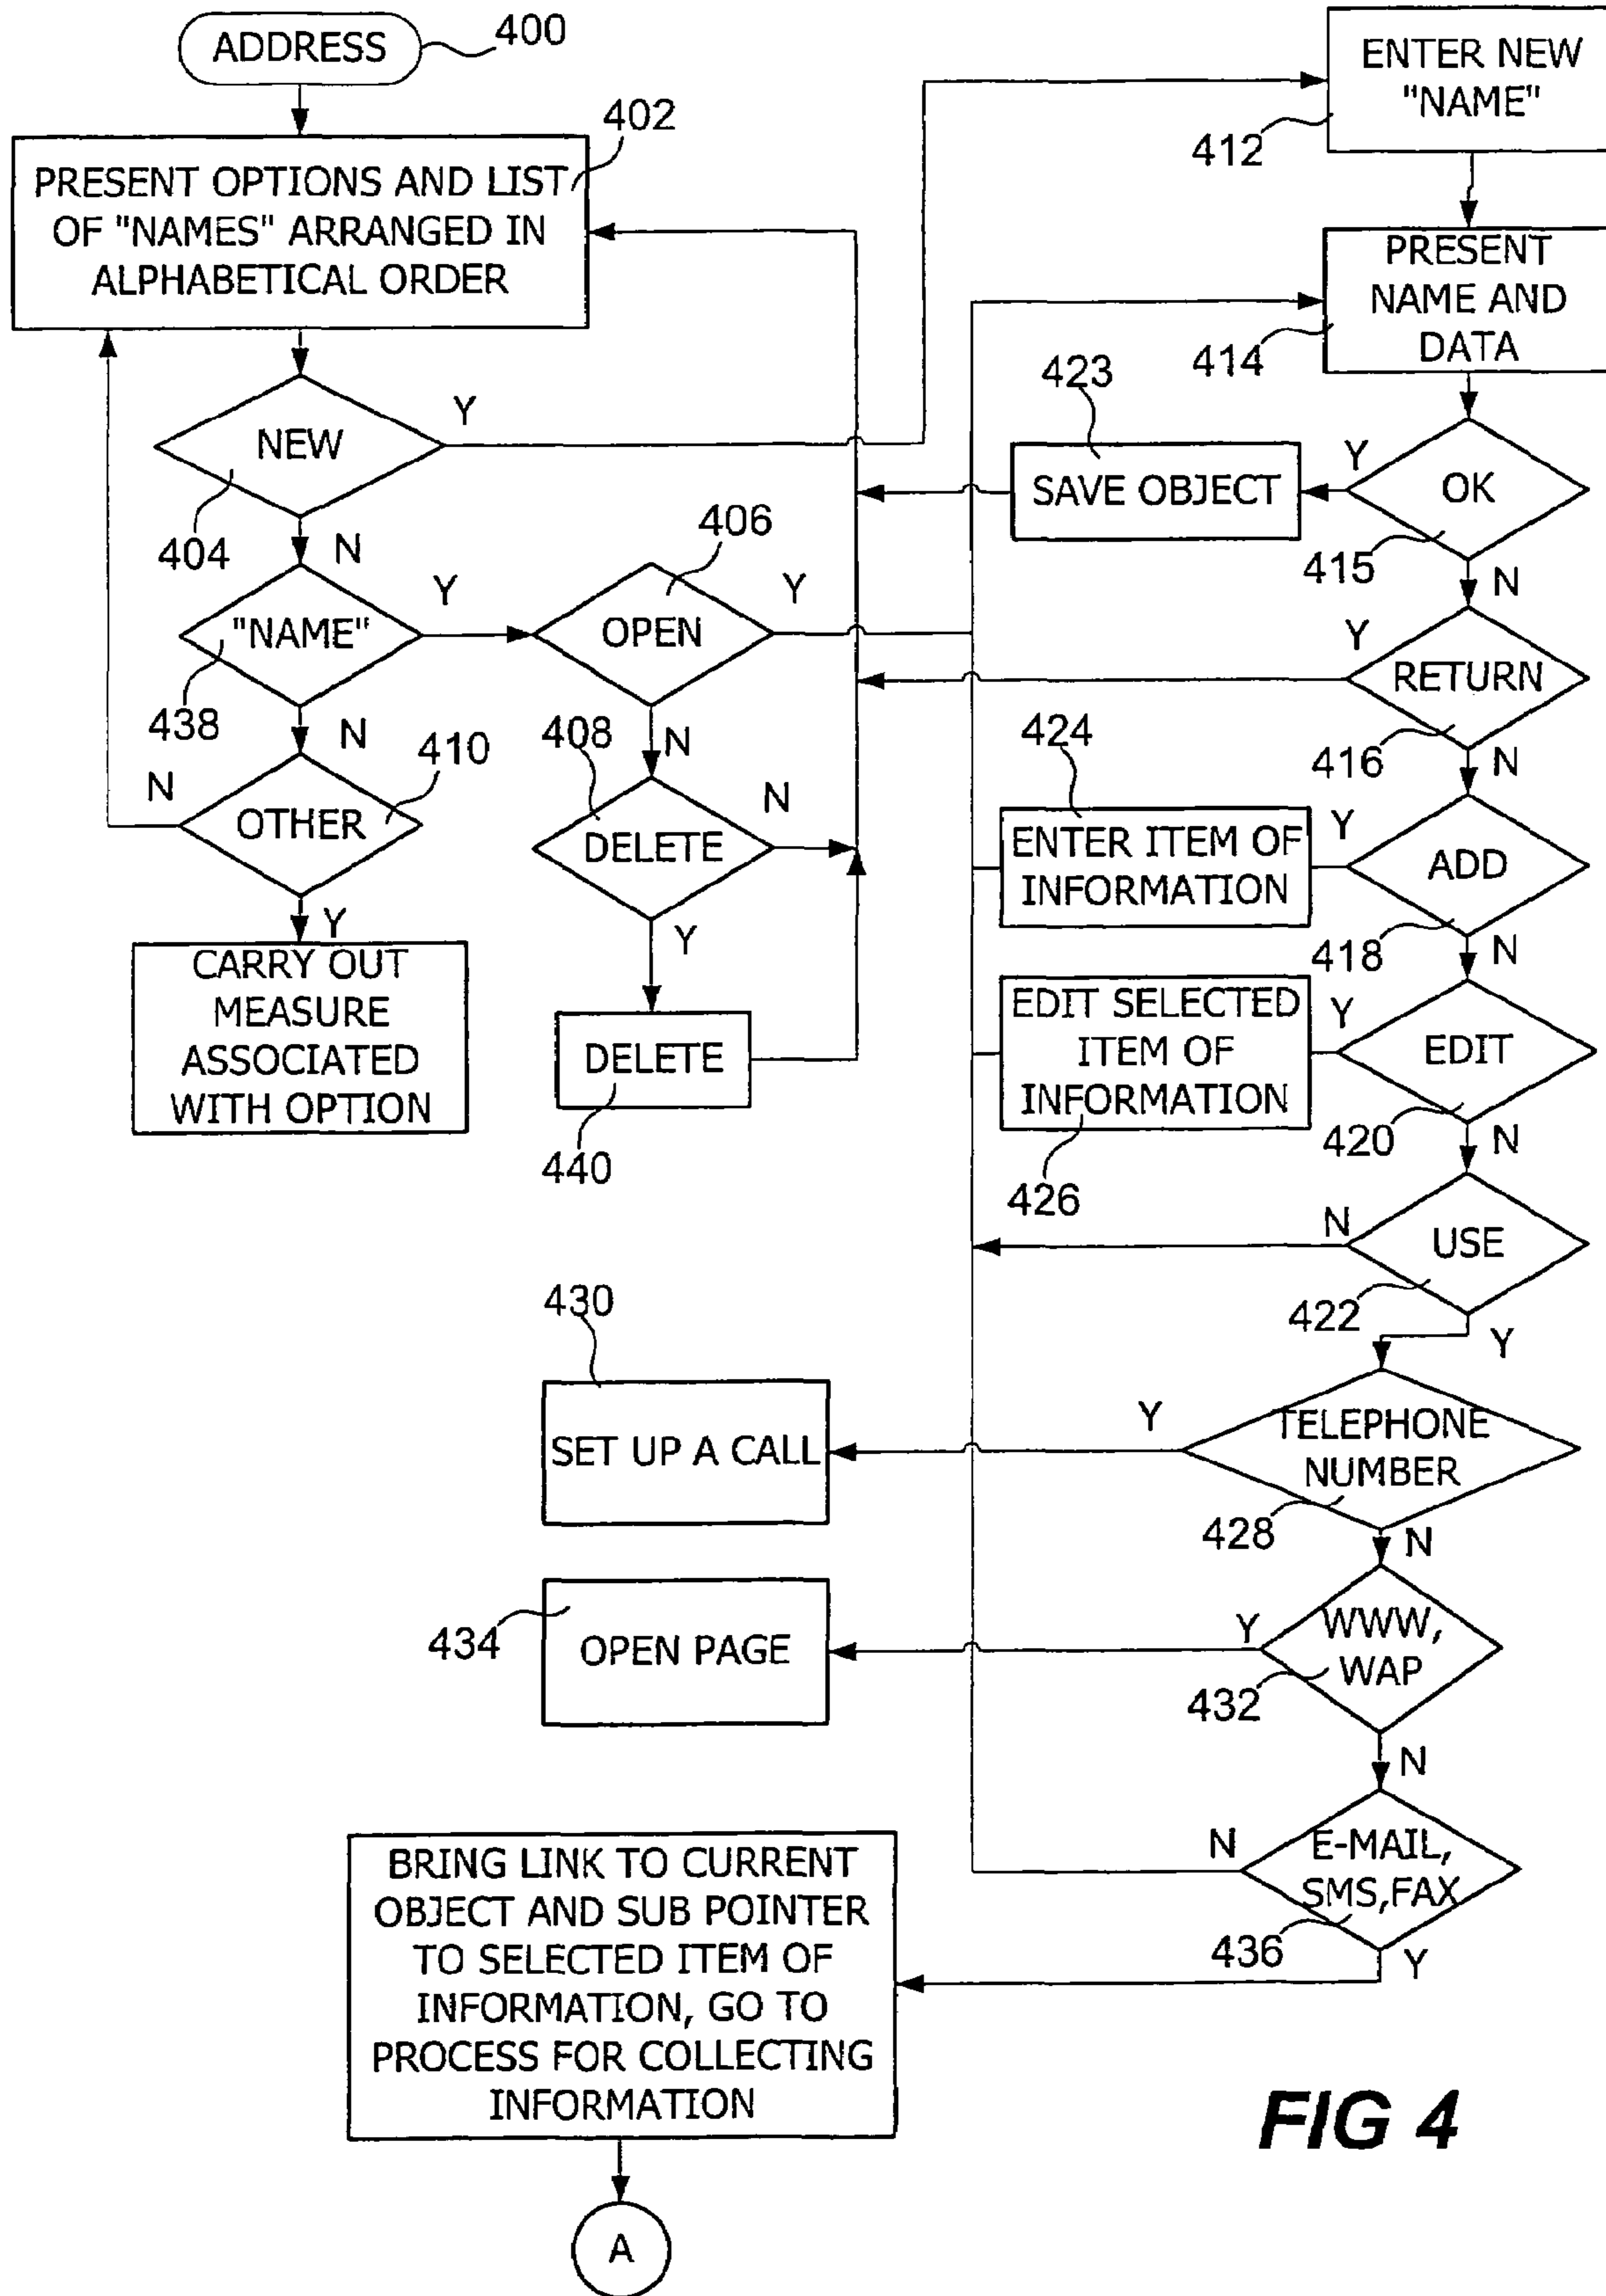 ADDRESS
400
402
PRESENT OPTIONS AND LIST
OF "NAMES" ARRANGED IN
ALPHABETICAL ORDER
NEW
404
Y
N
"NAME"
438
Y
N
OTHER
410
N
Y
CARRY OUT
MEASURE
ASSOCIATED
WITH OPTION
406
OPEN
Y
N
408
DELETE
N
Y
DELETE
440
ENTER NEW
"NAME"
412
PRESENT
NAME AND
DATA
414
423
SAVE OBJECT
Y
OK
415
N
Y
RETURN
416
N
424
ENTER ITEM OF
INFORMATION
Y
ADD
418
N
EDIT SELECTED
ITEM OF
INFORMATION
426
Y
EDIT
420
N
N
USE
422
Y
430
SET UP A CALL
Y
TELEPHONE
NUMBER
428
N
434
OPEN PAGE
Y
WWW,
WAP
432
N
N
E-MAIL,
SMS,FAX
436
Y
BRING LINK TO CURRENT
OBJECT AND SUB POINTER
TO SELECTED ITEM OF
INFORMATION, GO TO
PROCESS FOR COLLECTING
INFORMATION
A
FIG 4